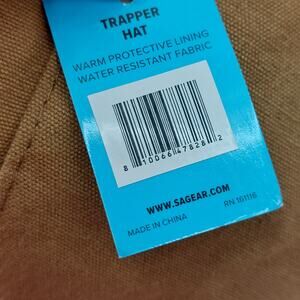 TRAPPER
HAT
WARM PROTECTIVE LINING
WATER RESISTANT FABRIC
8 10066 47828 2
WWW.SAGEAR.COM
MADE IN CHINA RN 161116